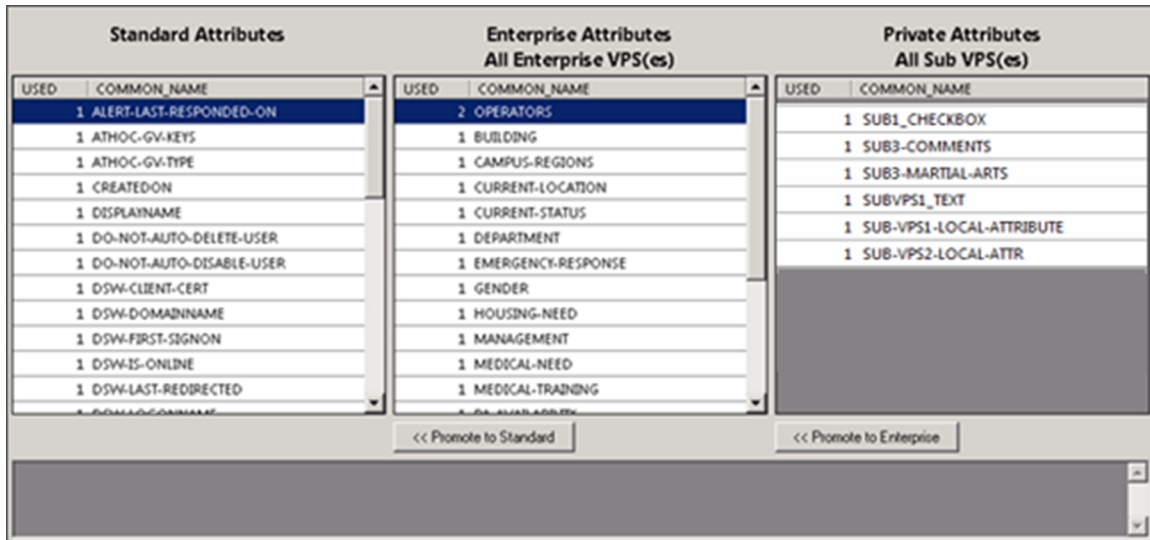 Standard Attributes
USED COMMON_NAME
1 ALERT-LAST-RESPONDED-ON
1 ATHOC-GV-KEYS
1 ATHOC-GV-TYPE
1 CREATEDON
1 DISPLAYNAME
1 DO-NOT-AUTO-DELETE-USER
1 DO-NOT-AUTO-DISABLE-USER
1 DSW-CLIENT-CERT
1 DSW-DOMAINNAME
1 DSW-FIRST-SIGNON
1 DSW-IS-ONLINE
1 DSW-LAST-REDIRECTED
Enterprise Attributes
All Enterprise VPS(es)
USED COMMON_NAME
2 OPERATORS
1 BUILDING
1 CAMPUS-REGIONS
1 CURRENT-LOCATION
1 CURRENT-STATUS
1 DEPARTMENT
1 EMERGENCY-RESPONSE
1 GENDER
1 HOUSING-NEED
1 MANAGEMENT
1 MEDICAL-NEED
1 MEDICAL-TRAINING
<< Promote to Standard
Private Attributes
All Sub VPS(es)
USED COMMON_NAME
1 SUB1_CHECKBOX
1 SUB3-COMMENTS
1 SUB3-MARTIAL-ARTS
1 SUBVPS1_TEXT
1 SUB-VPS1-LOCAL-ATTRIBUTE
1 SUB-VPS2-LOCAL-ATTR
<< Promote to Enterprise